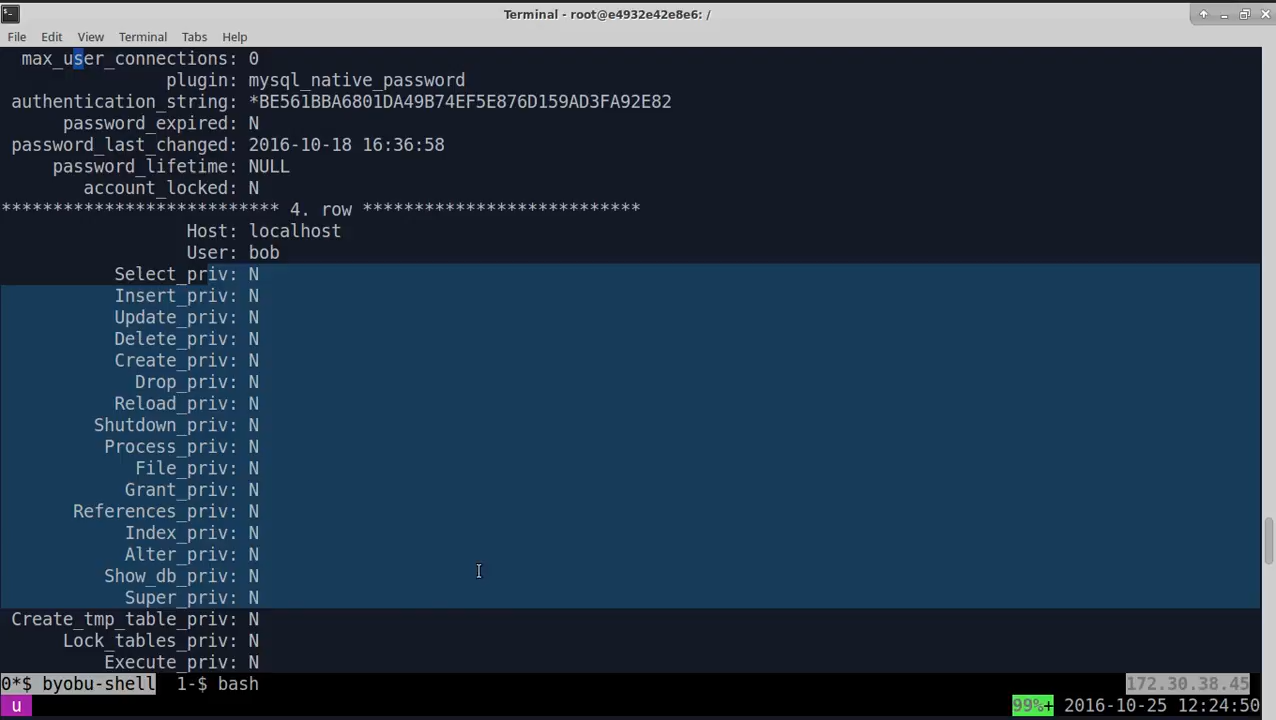 Terminal - root@e4932e42e8e6: /
File Edit View Terminal Tabs Help
max_user_connections: 0
plugin: mysql_native_password
authentication_string: *BE561BBA6801DA49B74EF5E876D159AD3FA92E82
password_expired: N
password_last_changed: 2016-10-18 16:36:58
password_lifetime: NULL
account_locked: N
*************************** 4. row ***************************
Host: localhost
User: bob
Select_priv: N
Insert_priv: N
Update_priv: N
Delete_priv: N
Create_priv: N
Drop_priv: N
Reload_priv: N
Shutdown_priv: N
Process_priv: N
File_priv: N
Grant_priv: N
References_priv: N
Index_priv: N
Alter_priv: N
Show_db_priv: N
Super_priv: N
Create_tmp_table_priv: N
Lock_tables_priv: N
Execute_priv: N
0*$ byobu-shell 1-$ bash 172.30.38.45
u 99%+ 2016-10-25 12:24:50